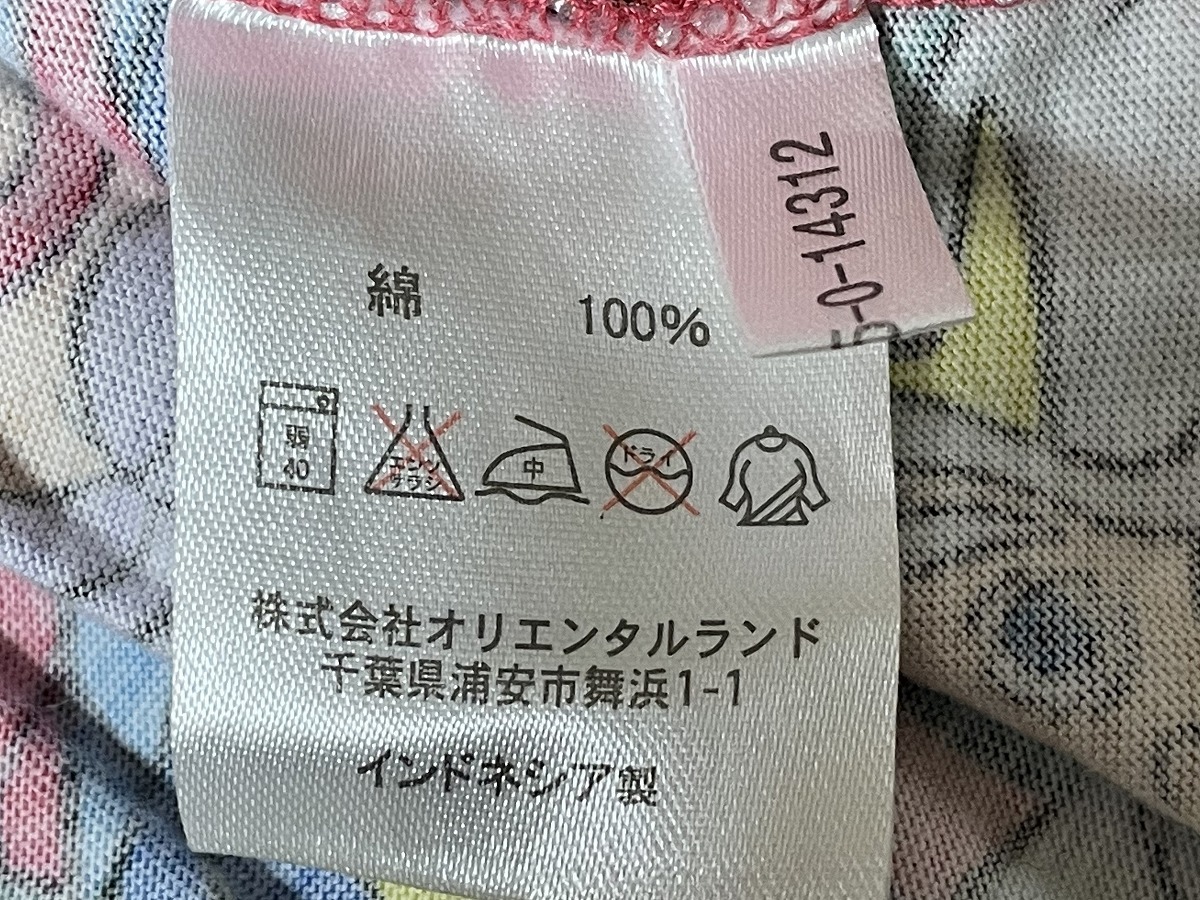 5-0-14312
綿 100%
弱
40
エンソ
チラシ
中
ドライ
株式会社オリエンタルランド
千葉県浦安市舞浜1-1
インドネシア製